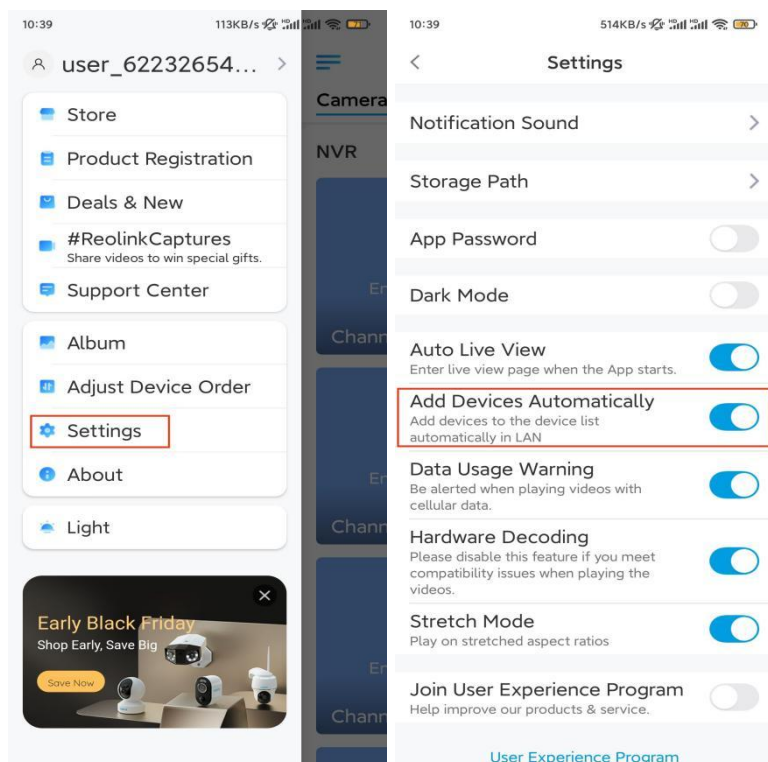 10:39
113KB/s
71
user_62232654...
Store
Product Registration
Deals & New
#ReolinkCaptures
Share videos to win special gifts.
Support Center
Album
Adjust Device Order
Settings
About
Light
Early Black Friday
Shop Early, Save Big
Save Now
Camera
NVR
Er
Chann
Er
Chann
Er
Chann
10:39
514KB/s
70
Settings
Notification Sound
Storage Path
App Password
Dark Mode
Auto Live View
Enter live view page when the App starts.
Add Devices Automatically
Add devices to the device list
automatically in LAN
Data Usage Warning
Be alerted when playing videos with
cellular data.
Hardware Decoding
Please disable this feature if you meet
compatibility issues when playing the
videos.
Stretch Mode
Play on stretched aspect ratios
Join User Experience Program
Help improve our products & service.
User Experience Program